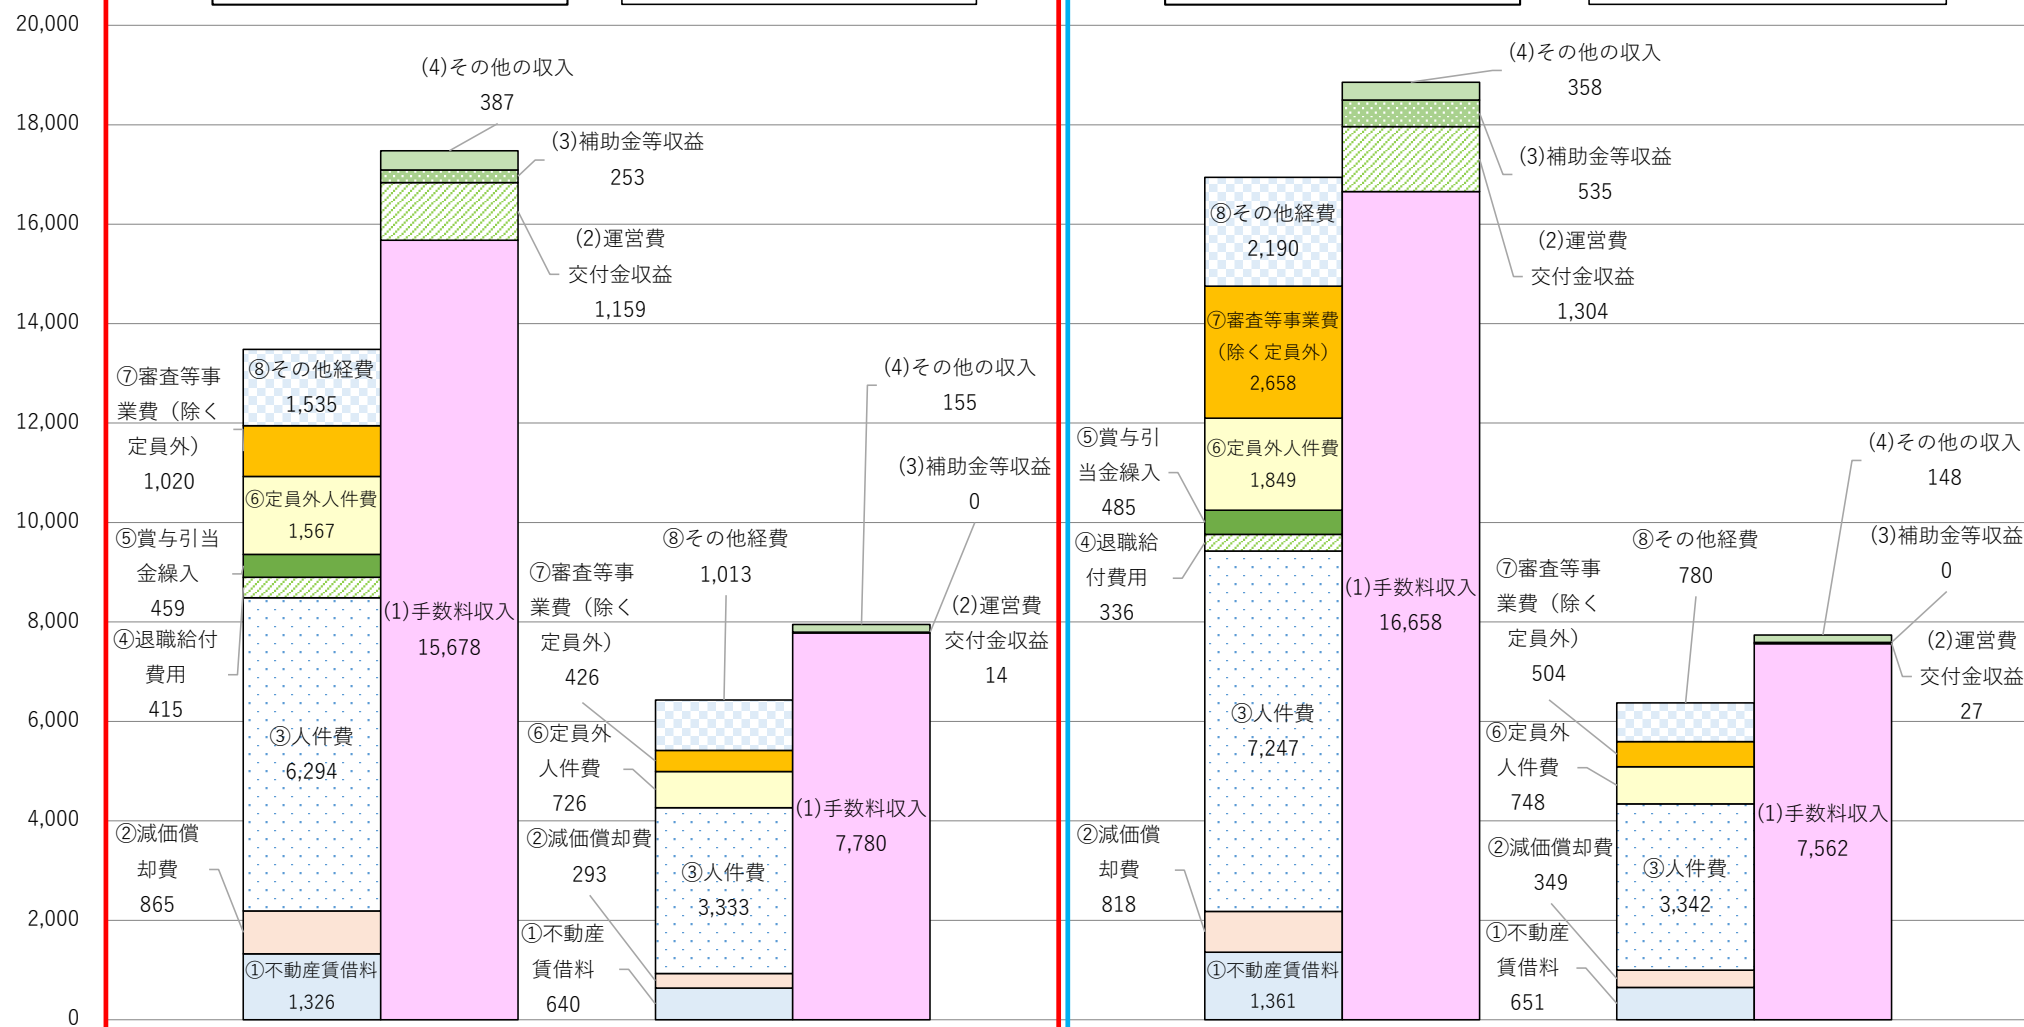 20,000
18,000
16,000
14,000
12,000
10,000
8,000
6,000
4,000
2,000
0
(4)その他の収入
387
(3)補助金等収益
253
(2)運営費
交付金収益
1,159
(1)手数料収入
15,678
⑧その他経費
1,535
⑦審査等事
業費（除く
定員外）
1,020
⑥定員外人件費
1,567
⑤賞与引当
金繰入
459
④退職給付
費用
415
③人件費
6,294
②減価償
却費
865
①不動産賃借料
1,326
⑧その他経費
1,013
⑦審査等事
業費（除く
定員外）
426
⑥定員外
人件費
726
②減価償却費
293
③人件費
3,333
①不動産
賃借料
640
(4)その他の収入
155
(3)補助金等収益
0
(2)運営費
交付金収益
14
(1)手数料収入
7,780
(4)その他の収入
358
(3)補助金等収益
535
(2)運営費
交付金収益
1,304
(1)手数料収入
16,658
⑧その他経費
2,190
⑦審査等事業費
（除く定員外）
2,658
⑥定員外人件費
1,849
⑤賞与引
当金繰入
485
④退職給
付費用
336
③人件費
7,247
②減価償
却費
818
①不動産賃借料
1,361
⑧その他経費
780
⑦審査等事
業費（除く
定員外）
504
⑥定員外
人件費
748
②減価償却費
349
③人件費
3,342
①不動産
賃借料
651
(4)その他の収入
148
(3)補助金等収益
0
(2)運営費
交付金収益
27
(1)手数料収入
7,562